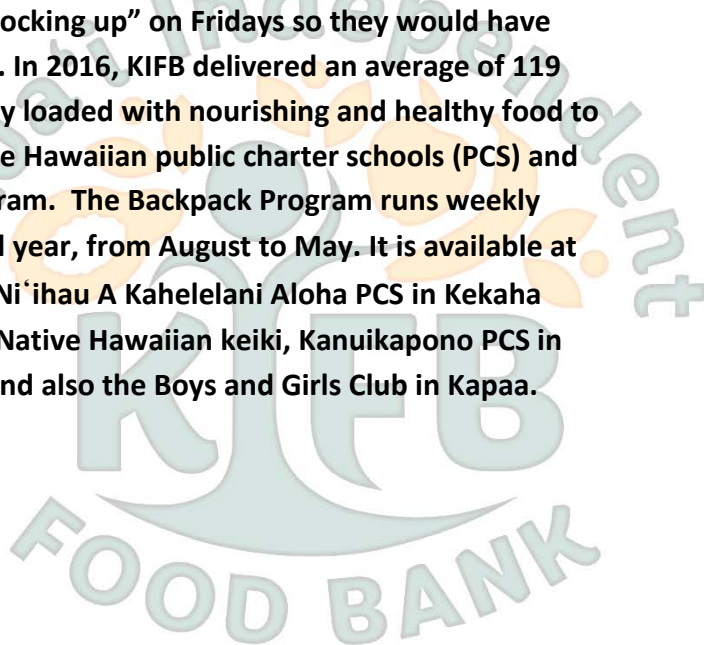 ocking up” on Fridays so they would have
. In 2016, KIFB delivered an average of 119
y loaded with nourishing and healthy food to
e Hawaiian public charter schools (PCS) and
ram.  The Backpack Program runs weekly
l year, from August to May. It is available at
Niʻihau A Kahelelani Aloha PCS in Kekaha
Native Hawaiian keiki, Kanuikapono PCS in
nd also the Boys and Girls Club in Kapaa.
ua'i Independent
KIFB
FOOD BANK